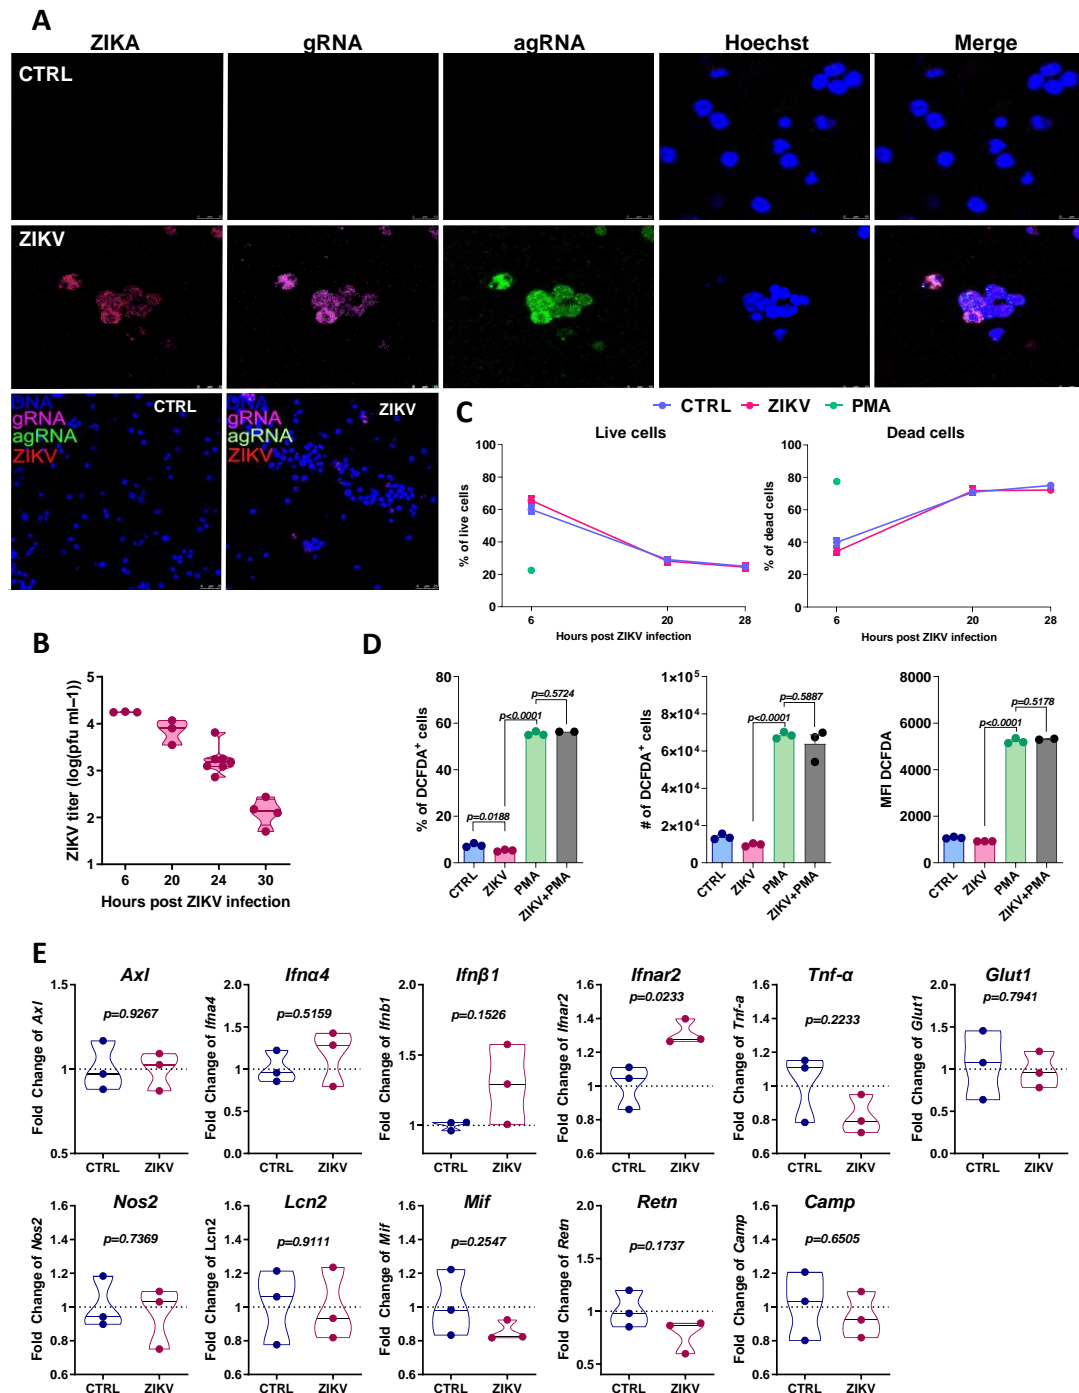 A
ZIKA gRNA agRNA Hoechst Merge
CTRL
ZIKV
DNA
gRNA
agRNA
ZIKV
CTRL
ZIKV
C
CTRL ZIKV PMA
Live cells
% of live cells
100
80
60
40
20
0
6 20 28
Hours post ZIKV infection
Dead cells
% of dead cells
100
80
60
40
20
0
6 20 28
Hours post ZIKV infection
B
ZIKV titer (log(pfu ml–1))
5
4
3
2
1
6 20 24 30
Hours post ZIKV infection
D
% of DCFDA+ cells
80
60
40
20
0
p=0.5724
p<0.0001
p=0.0188
CTRL ZIKV PMA ZIKV+PMA
# of DCFDA+ cells
1×10^5
8×10^4
6×10^4
4×10^4
2×10^4
0
p=0.5887
p<0.0001
CTRL ZIKV PMA ZIKV+PMA
MFI DCFDA
8000
6000
4000
2000
0
p=0.5178
p<0.0001
CTRL ZIKV PMA ZIKV+PMA
E
Axl
Fold Change of Axl
1.5
1.0
0.5
p=0.9267
CTRL ZIKV
Ifnα4
Fold Change of Ifna4
2.0
1.5
1.0
0.5
0.0
p=0.5159
CTRL ZIKV
Ifnβ1
Fold Change of Ifnb1
2.0
1.5
1
p=0.1526
CTRL ZIKV
Ifnar2
Fold Change of Ifnar2
1.6
1.4
1.2
1.0
0.8
0.6
p=0.0233
CTRL ZIKV
Tnf-α
Fold Change of Tnf-a
1.6
1.4
1.2
1.0
0.8
0.6
p=0.2233
CTRL ZIKV
Glut1
Fold Change of Glut1
2.0
1.5
1.0
0.5
0.0
p=0.7941
CTRL ZIKV
Nos2
Fold Change of Nos2
1.6
1.4
1.2
1
0.8
0.6
p=0.7369
CTRL ZIKV
Lcn2
Fold Change of Lcn2
1.6
1.4
1.2
1
0.8
0.6
p=0.9111
CTRL ZIKV
Mif
Fold Change of Mif
1.6
1.4
1.2
1
0.8
0.6
p=0.2547
CTRL ZIKV
Retn
Fold Change of Retn
2.0
1.5
1.0
0.5
p=0.1737
CTRL ZIKV
Camp
Fold Change of Camp
1.6
1.4
1.2
1
0.8
0.6
p=0.6505
CTRL ZIKV